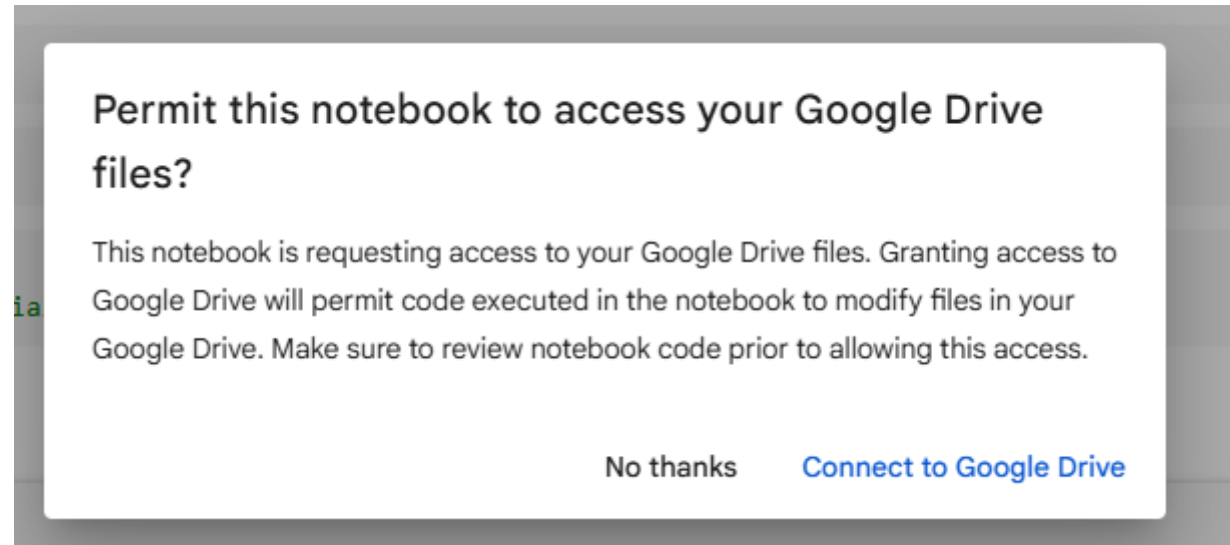 Permit this notebook to access your Google Drive
files?
This notebook is requesting access to your Google Drive files. Granting access to
Google Drive will permit code executed in the notebook to modify files in your
ia
Google Drive. Make sure to review notebook code prior to allowing this access.
No thanks Connect to Google Drive